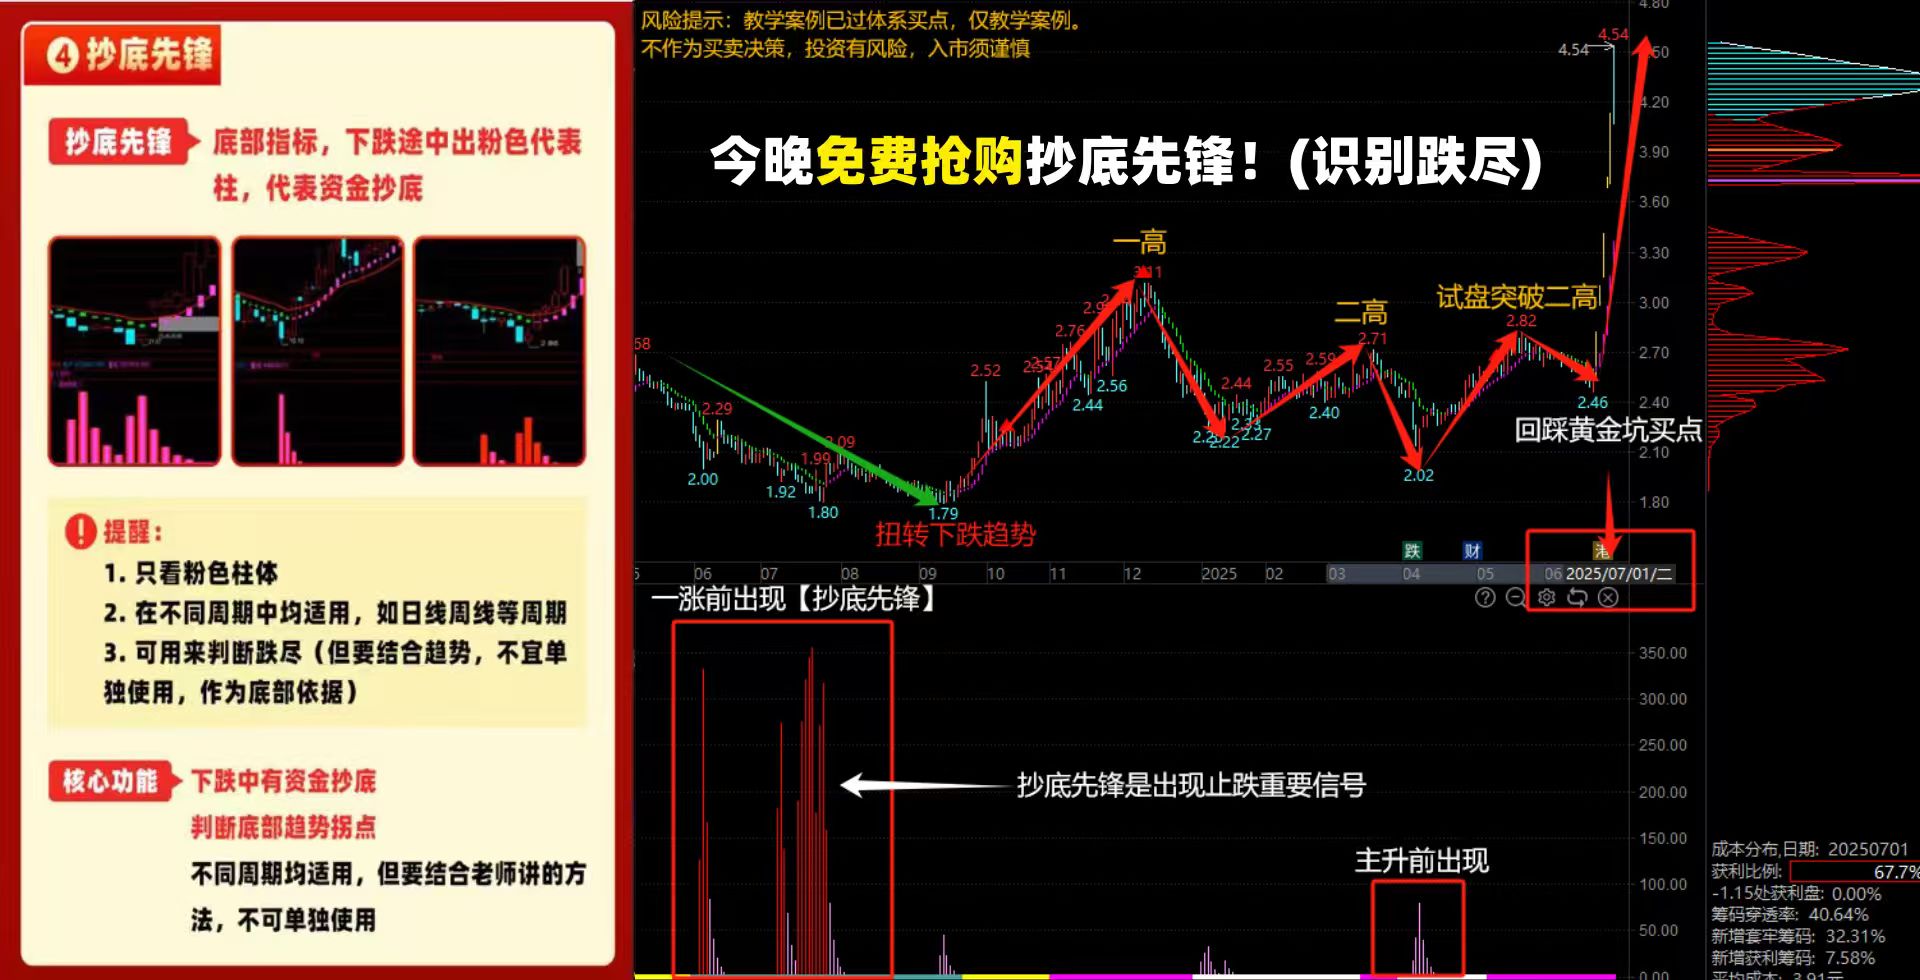 ④抄底先锋
抄底先锋
底部指标，下跌途中出粉色代表
柱，代表资金抄底
提醒：
1. 只看粉色柱体
2. 在不同周期中均适用，如日线周线等周期
3. 可用来判断跌尽（但要结合趋势，不宜单
独使用，作为底部依据）
核心功能
下跌中有资金抄底
判断底部趋势拐点
不同周期均适用，但要结合老师讲的方
法，不可单独使用
风险提示：教学案例已过体系买点，仅教学案例。
不作为买卖决策，投资有风险，入市须谨慎
今晚免费抢购抄底先锋！(识别跌尽)
4.54
4.54
4.80
4.20
3.90
3.60
3.30
3.00
2.70
2.40
2.10
1.80
一高
二高
试盘突破二高
2.82
2.71
2.76
2.52
2.56
2.44
2.55
2.44
2.40
2.22
2.27
2.02
2.46
回踩黄金坑买点
2.29
2.00
1.99
1.92
1.80
1.79
扭转下跌趋势
跌
财
港
06
07
08
09
10
11
12
2025
02
03
04
05
06
2025/07/01/二
一涨前出现【抄底先锋】
350.00
300.00
250.00
200.00
150.00
100.00
50.00
0.00
抄底先锋是出现止跌重要信号
主升前出现
成本分布,日期: 20250701
获利比例: 67.7%
-1.15处获利盘: 0.00%
筹码穿透率: 40.64%
新增套牢筹码: 32.31%
新增获利筹码: 7.58%
平均成本: 3.91元